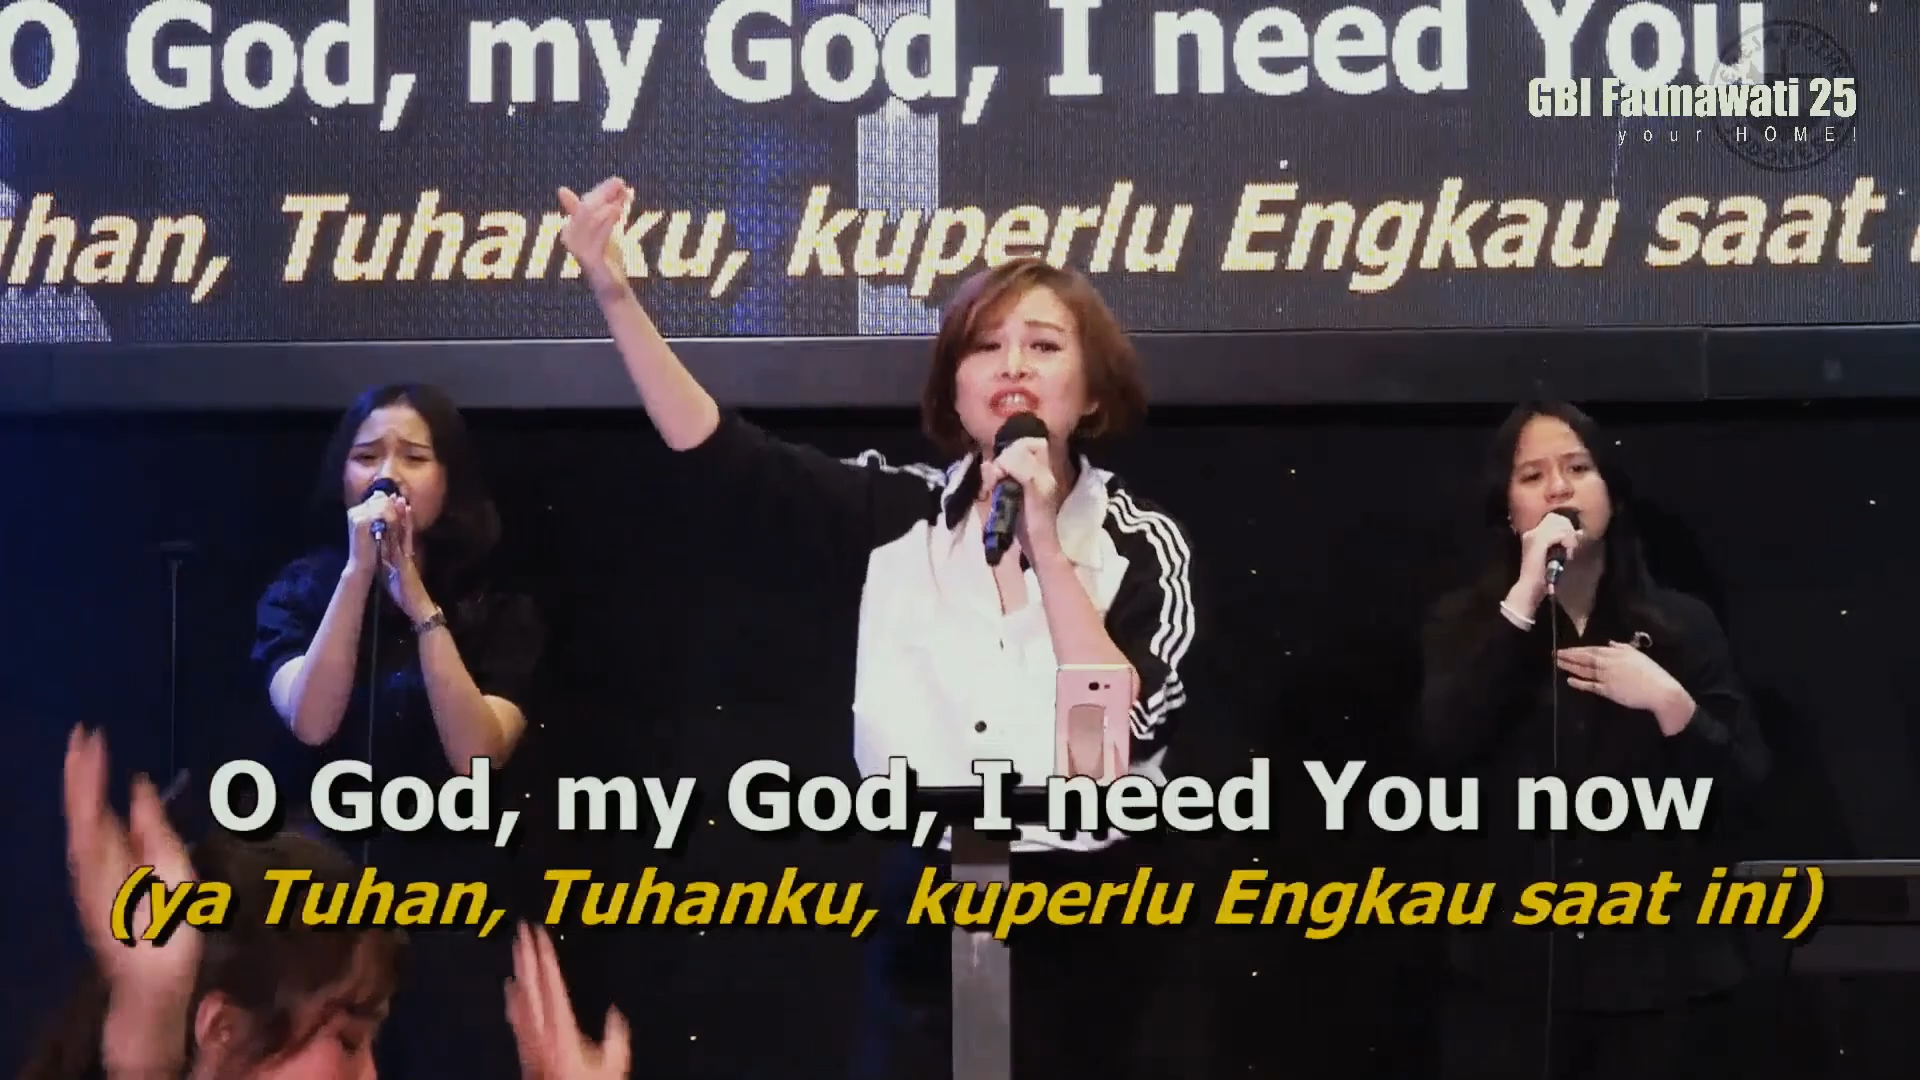 O God, my God, I need You
GBI Fatmawati 25
your HOME!
Tuhanku, kuperlu Engkau saat
O God, my God, I need You now
(ya Tuhan, Tuhanku, kuperlu Engkau saat ini)